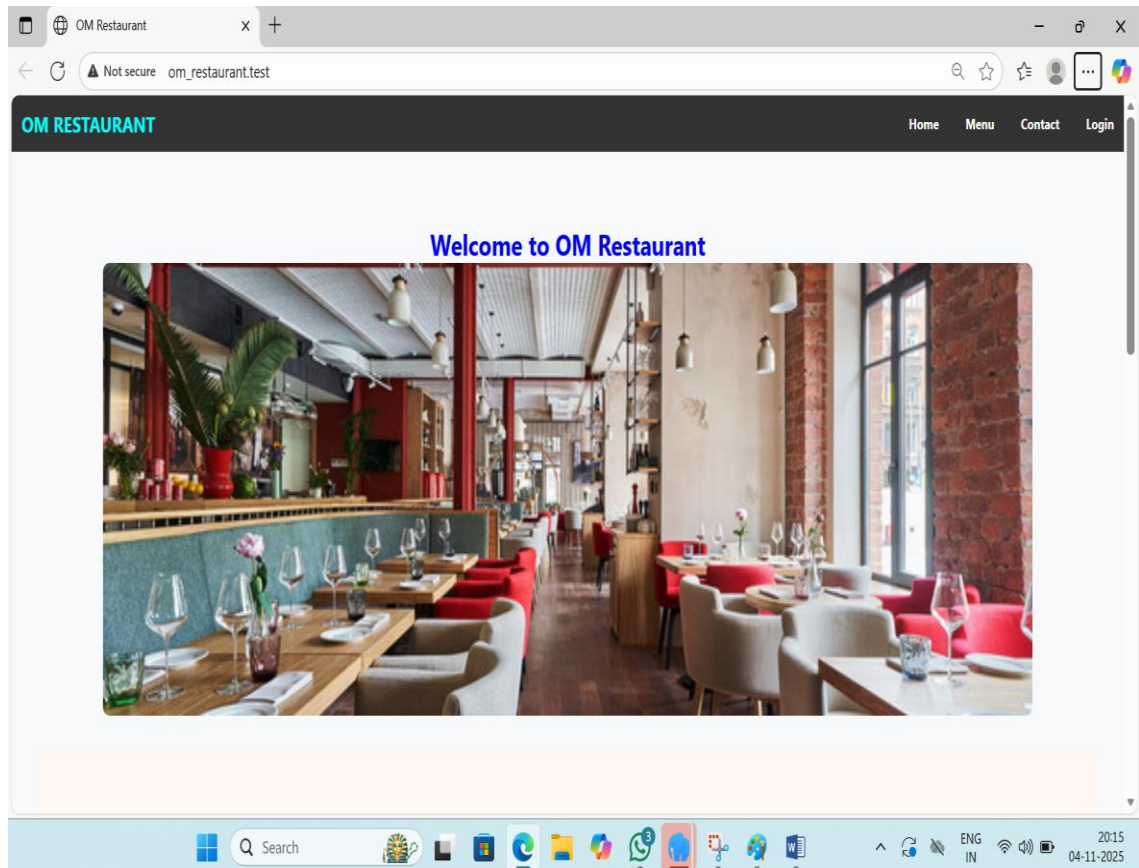 OM Restaurant
Not secure om_restaurant.test
OM RESTAURANT
Home Menu Contact Login
Welcome to OM Restaurant
Search
3
W
ENG
IN
20:15
04-11-2025